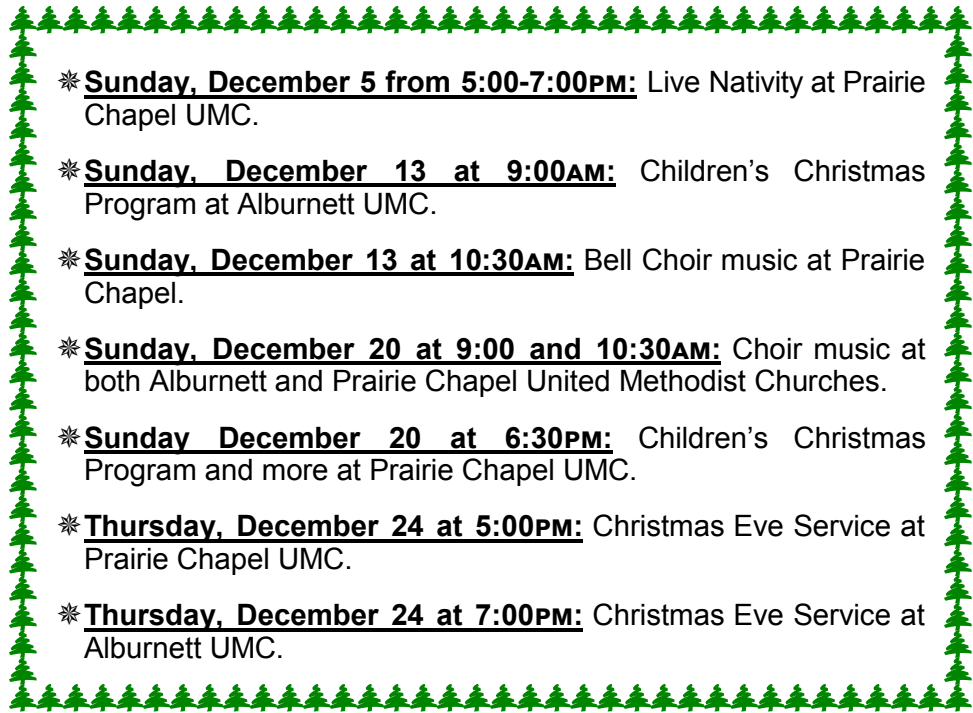 ❊Sunday, December 5 from 5:00-7:00PM: Live Nativity at Prairie
Chapel UMC.
❊Sunday, December 13 at 9:00AM: Children’s Christmas
Program at Alburnett UMC.
❊Sunday, December 13 at 10:30AM: Bell Choir music at Prairie
Chapel.
❊Sunday, December 20 at 9:00 and 10:30AM: Choir music at
both Alburnett and Prairie Chapel United Methodist Churches.
❊Sunday December 20 at 6:30PM: Children’s Christmas
Program and more at Prairie Chapel UMC.
❊Thursday, December 24 at 5:00PM: Christmas Eve Service at
Prairie Chapel UMC.
❊Thursday, December 24 at 7:00PM: Christmas Eve Service at
Alburnett UMC.